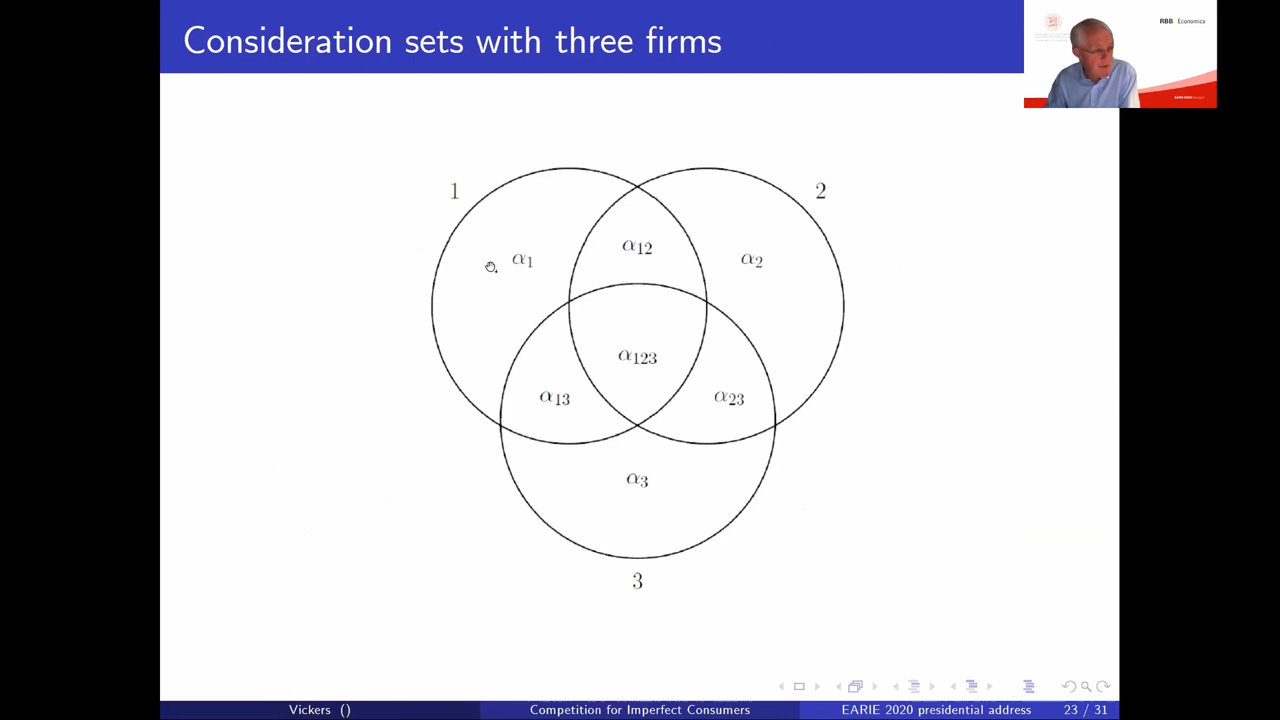 Consideration sets with three firms
RBB Economics
1
2
α12
α1
α2
α123
α13
α23
α3
3
Vickers ()
Competition for Imperfect Consumers
EARIE 2020 presidential address
23 / 31